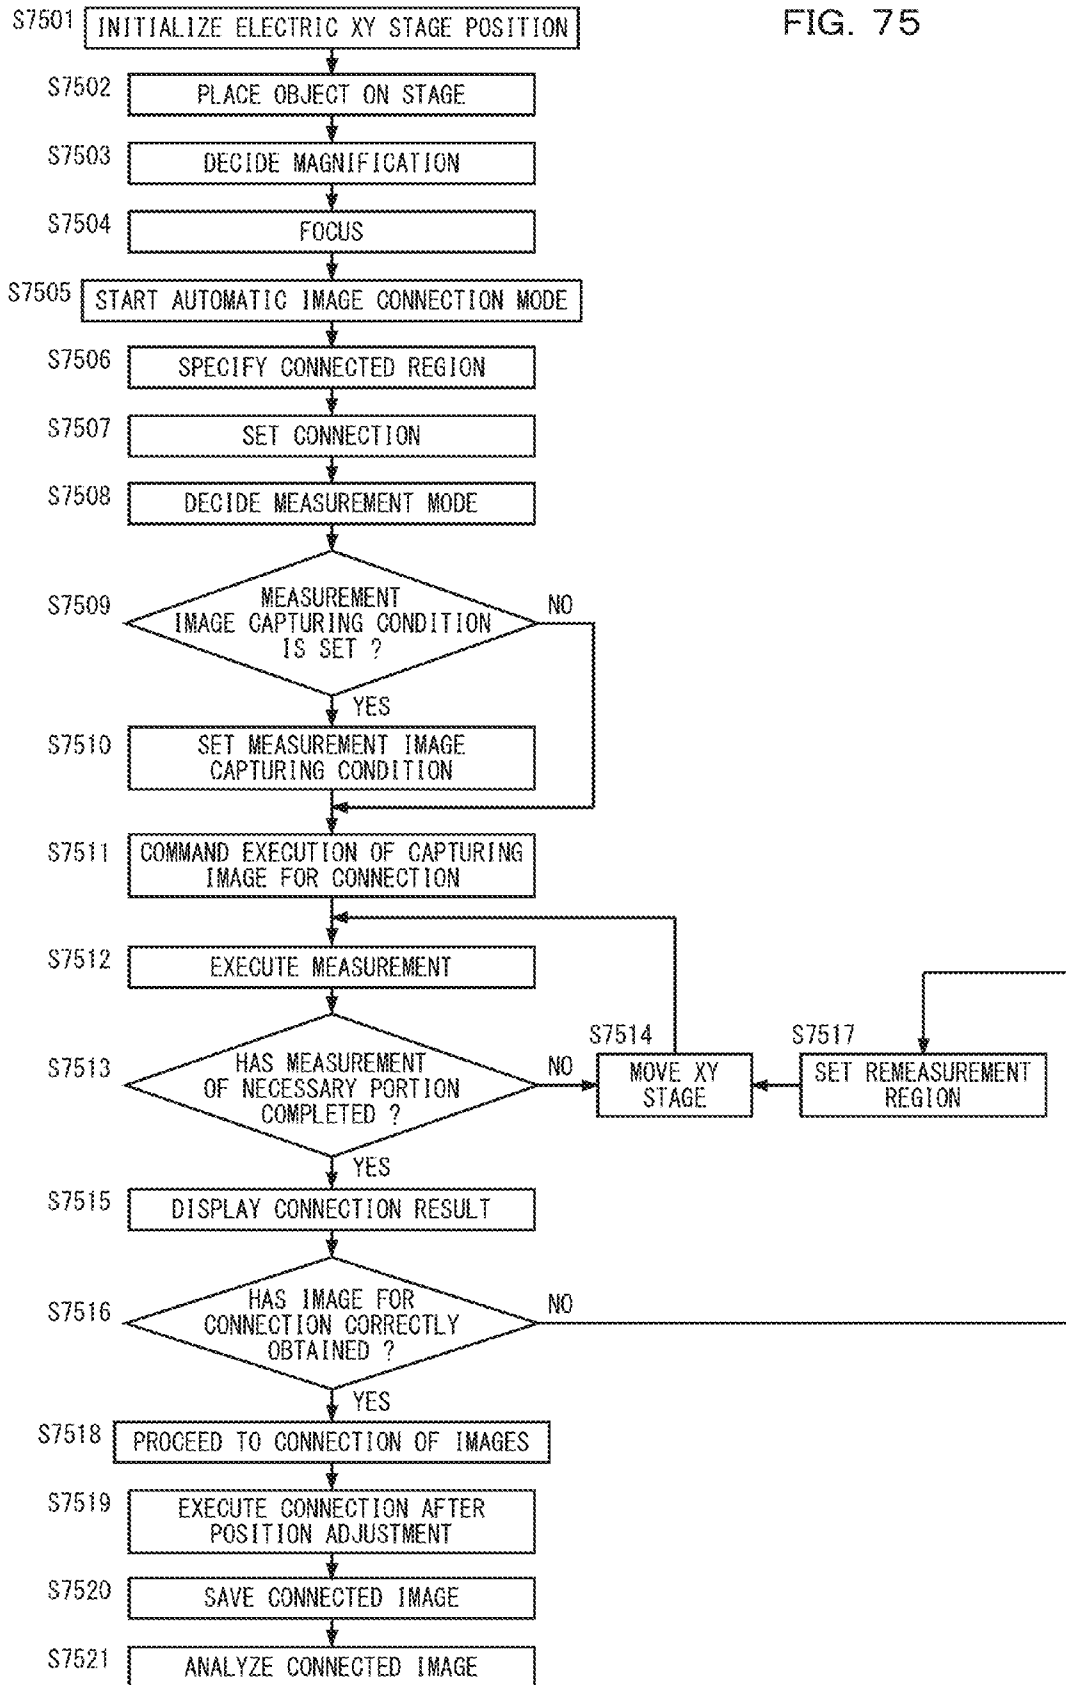 FIG. 75
S7501
INITIALIZE ELECTRIC XY STAGE POSITION
S7502
PLACE OBJECT ON STAGE
S7503
DECIDE MAGNIFICATION
S7504
FOCUS
S7505
START AUTOMATIC IMAGE CONNECTION MODE
S7506
SPECIFY CONNECTED REGION
S7507
SET CONNECTION
S7508
DECIDE MEASUREMENT MODE
S7509
MEASUREMENT
IMAGE CAPTURING CONDITION
IS SET ?
NO
YES
S7510
SET MEASUREMENT IMAGE
CAPTURING CONDITION
S7511
COMMAND EXECUTION OF CAPTURING
IMAGE FOR CONNECTION
S7512
EXECUTE MEASUREMENT
S7513
HAS MEASUREMENT
OF NECESSARY PORTION
COMPLETED ?
NO
YES
S7514
MOVE XY
STAGE
S7517
SET REMEASUREMENT
REGION
S7515
DISPLAY CONNECTION RESULT
S7516
HAS IMAGE FOR
CONNECTION CORRECTLY
OBTAINED ?
NO
YES
S7518
PROCEED TO CONNECTION OF IMAGES
S7519
EXECUTE CONNECTION AFTER
POSITION ADJUSTMENT
S7520
SAVE CONNECTED IMAGE
S7521
ANALYZE CONNECTED IMAGE